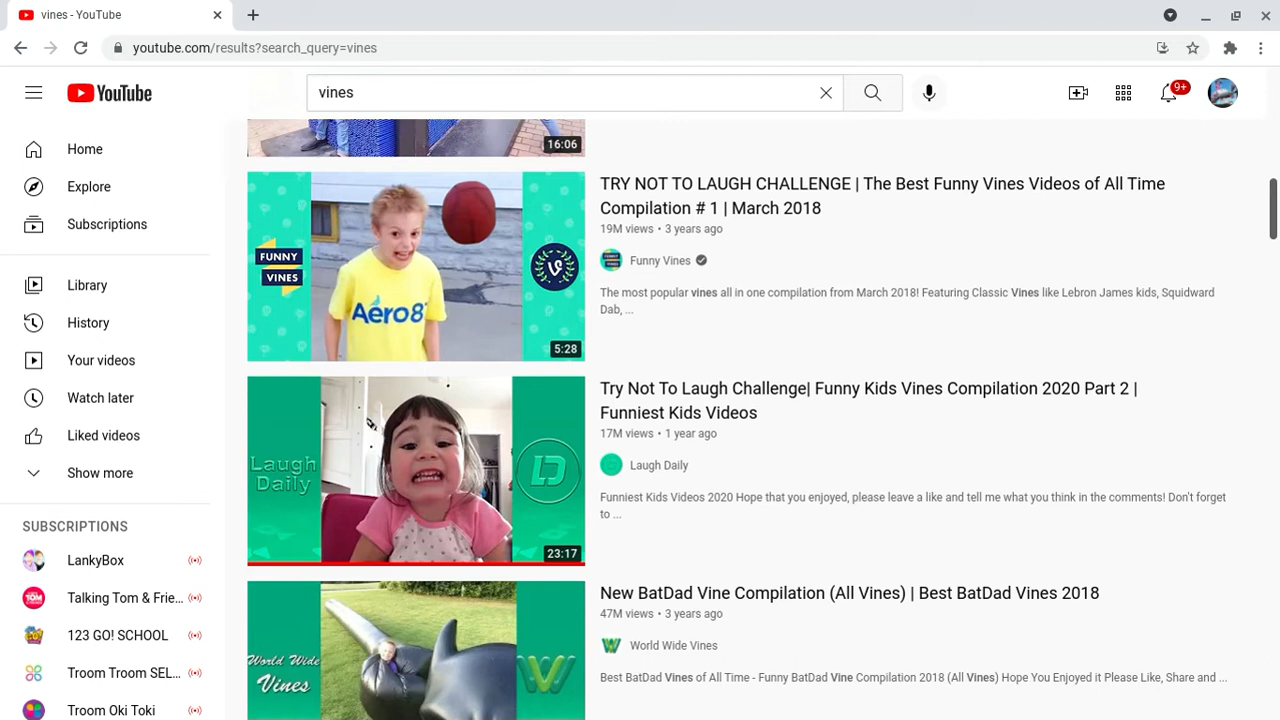 vines - YouTube
youtube.com/results?search_query=vines
YouTube
vines
9+
Home
Explore
Subscriptions
Library
History
Your videos
Watch later
Liked videos
Show more
SUBSCRIPTIONS
LankyBox
Talking Tom & Frie...
123 GO! SCHOOL
Troom Troom SEL...
Troom Oki Toki
16:06
FUNNY
VINES
Aéro87
5:28
TRY NOT TO LAUGH CHALLENGE | The Best Funny Vines Videos of All Time
Compilation # 1 | March 2018
19M views • 3 years ago
Funny Vines
The most popular vines all in one compilation from March 2018! Featuring Classic Vines like Lebron James kids, Squidward
Dab, ...
Laugh
Daily
LD
23:17
Try Not To Laugh Challenge| Funny Kids Vines Compilation 2020 Part 2 |
Funniest Kids Videos
17M views • 1 year ago
Laugh Daily
Funniest Kids Videos 2020 Hope that you enjoyed, please leave a like and tell me what you think in the comments! Don't forget
to ...
World Wide
Vines
W
New BatDad Vine Compilation (All Vines) | Best BatDad Vines 2018
47M views • 3 years ago
World Wide Vines
Best BatDad Vines of All Time - Funny BatDad Vine Compilation 2018 (All Vines) Hope You Enjoyed it Please Like, Share and ...